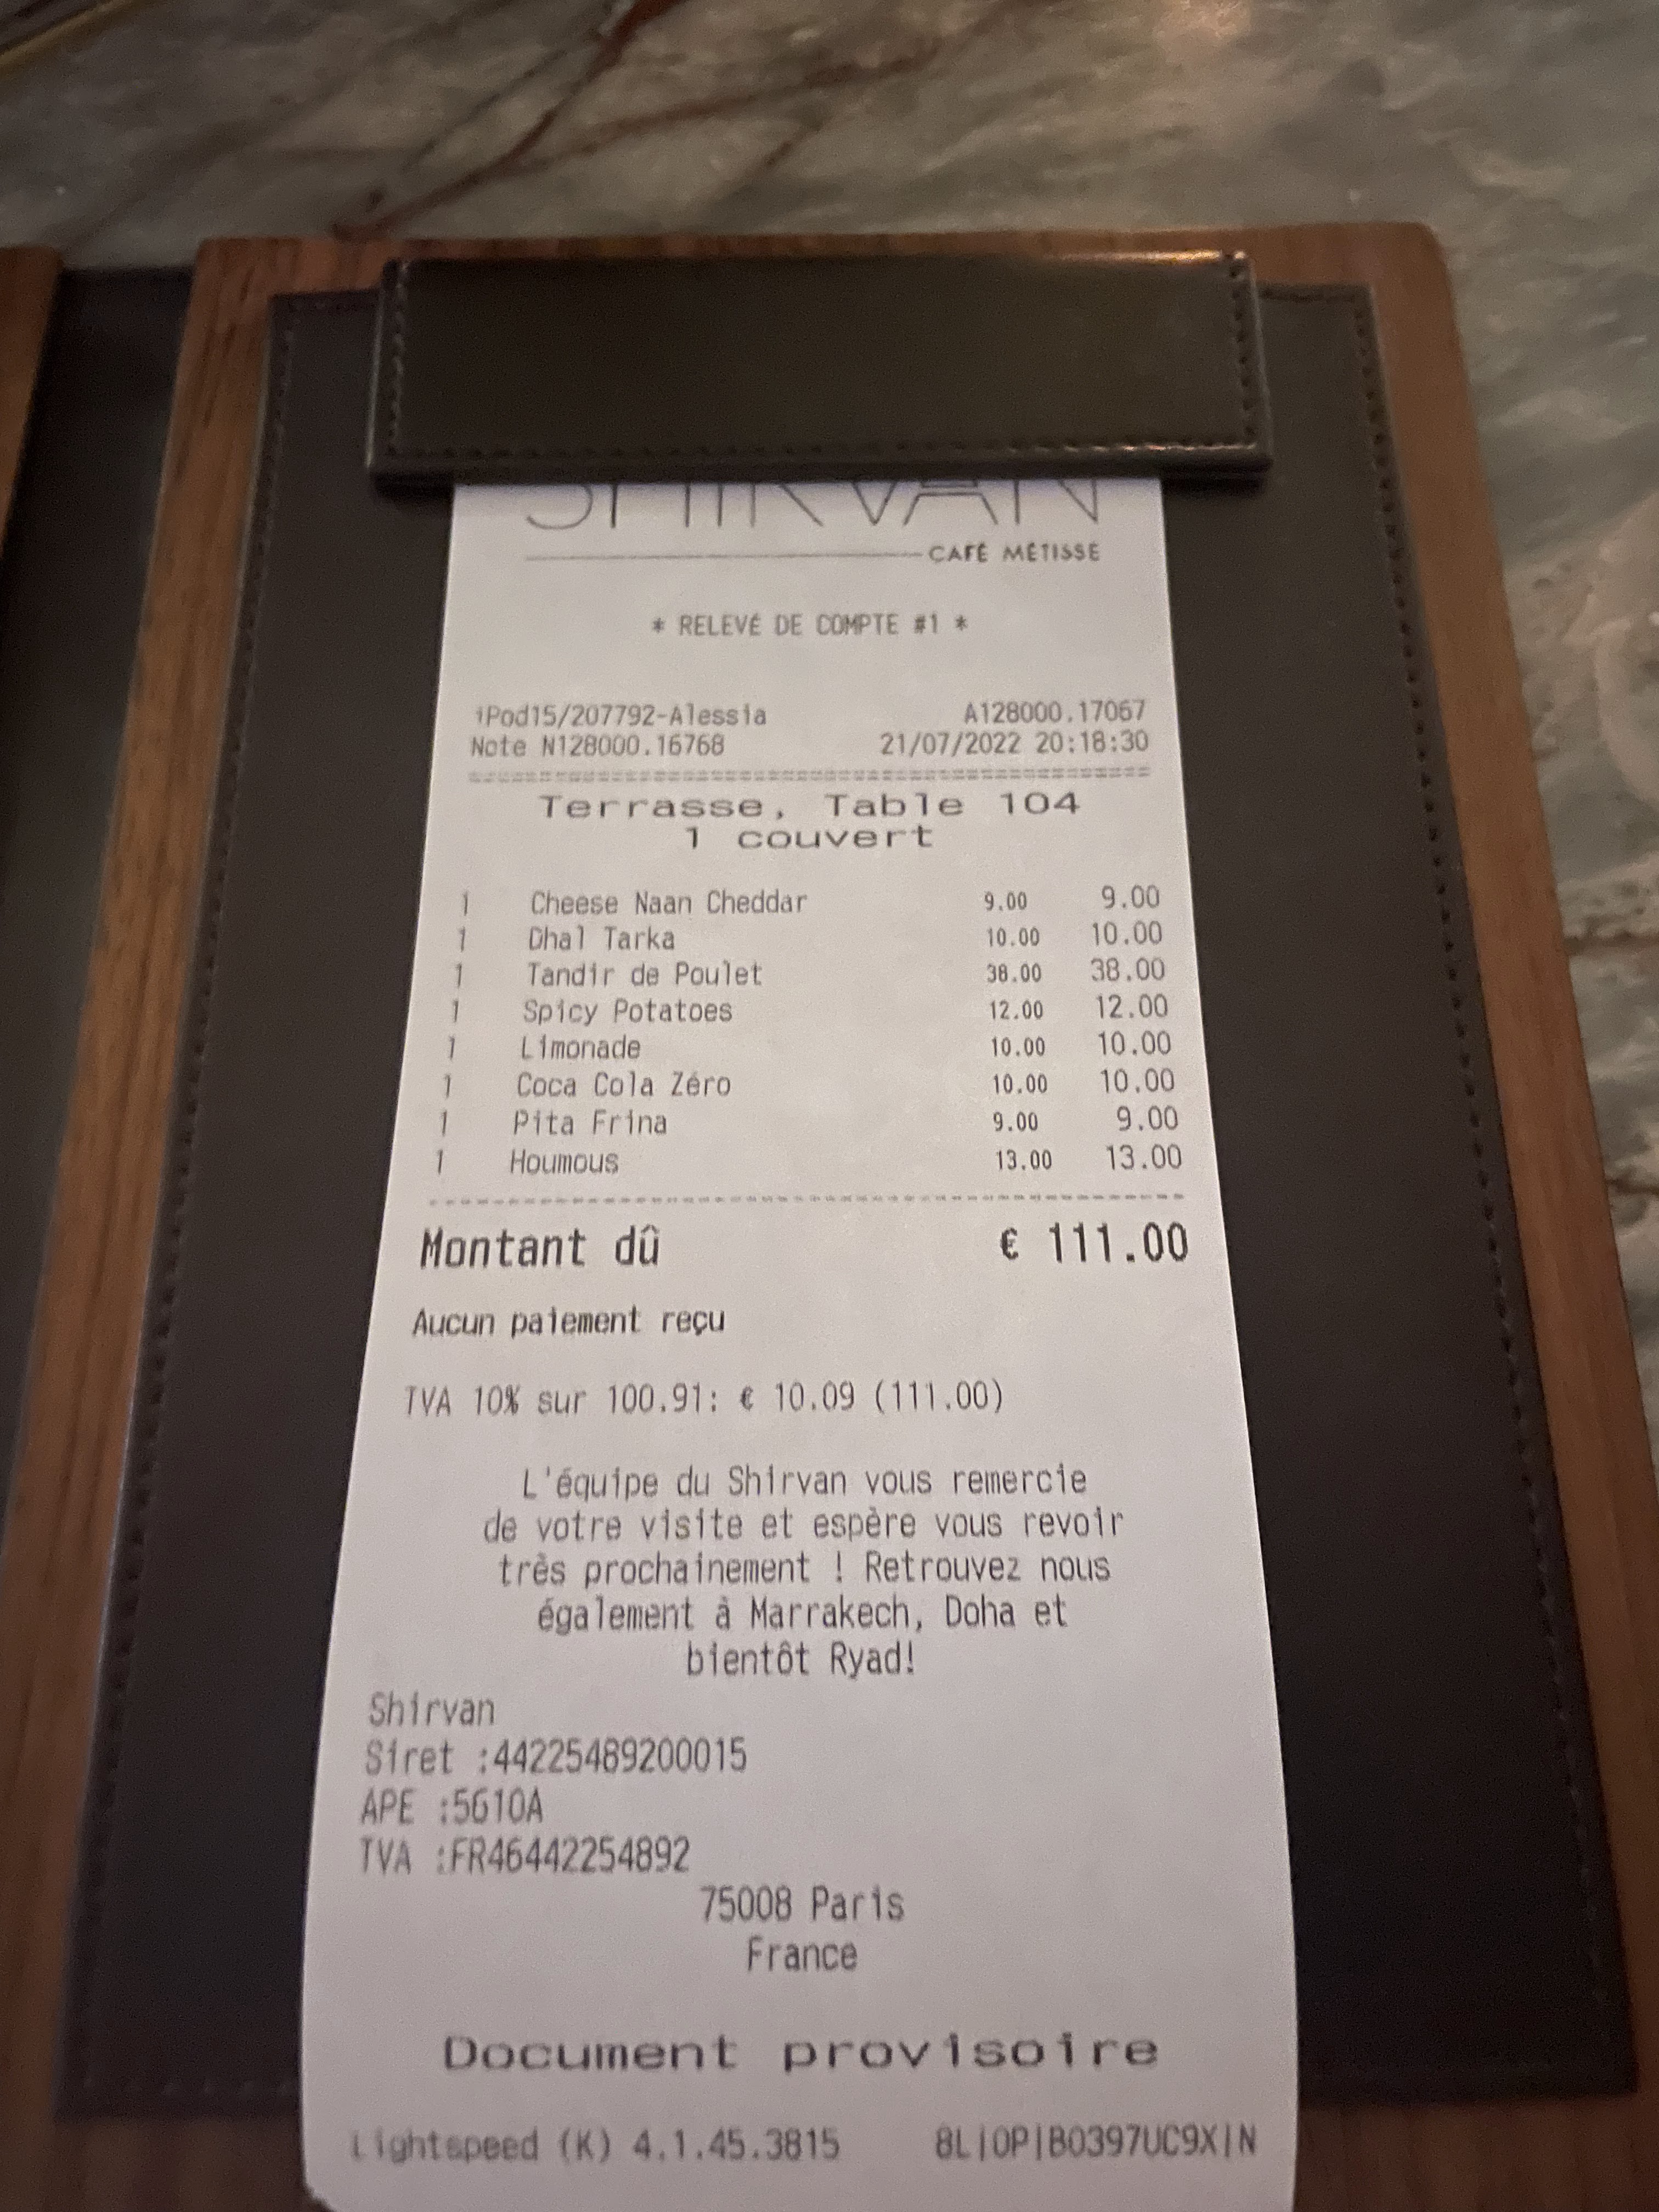 SHIRVAN
CAFÉ MÉTISSE
* RELEVÉ DE COMPTE #1 *
iPod15/207792-Alessia A128000.17067
Note N128000.16768 21/07/2022 20:18:30
Terrasse, Table 104
1 couvert
1 Cheese Naan Cheddar 9.00 9.00
1 Dhal Tarka 10.00 10.00
1 Tandir de Poulet 38.00 38.00
1 Spicy Potatoes 12.00 12.00
1 Limonade 10.00 10.00
1 Coca Cola Zéro 10.00 10.00
1 Pita Frina 9.00 9.00
1 Houmous 13.00 13.00
Montant dû € 111.00
Aucun paiement reçu
TVA 10% sur 100.91: € 10.09 (111.00)
L'équipe du Shirvan vous remercie
de votre visite et espère vous revoir
très prochainement ! Retrouvez nous
également à Marrakech, Doha et
bientôt Ryad!
Shirvan
Siret :44225489200015
APE :5610A
TVA :FR46442254892
75008 Paris
France
Document provisoire
Lightspeed (K) 4.1.45.3815 8L|OP|BO397UC9X|N